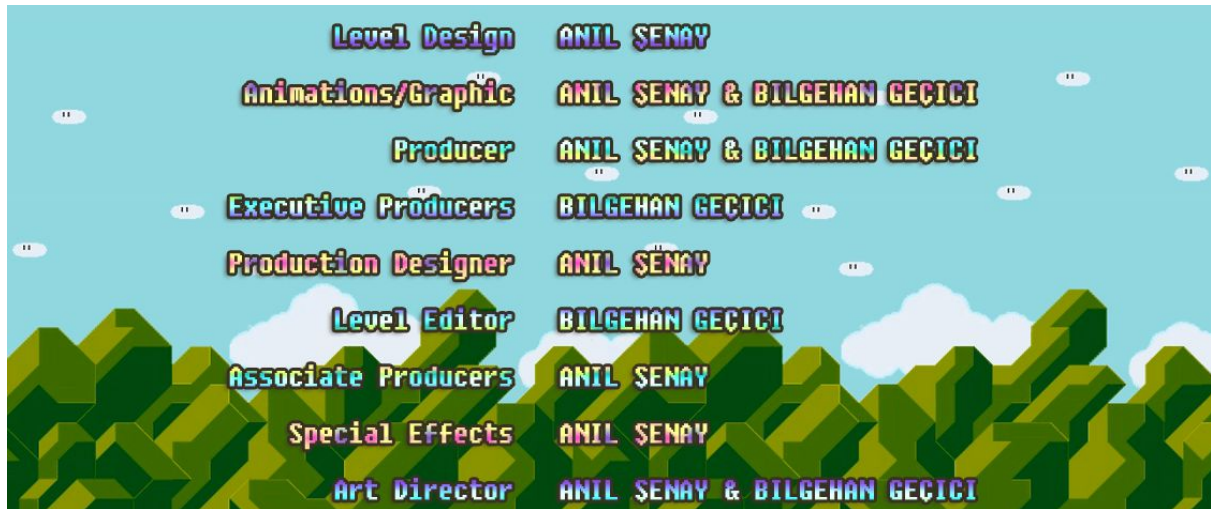 Level Design ANIL ŞENAY
Animations/Graphic ANIL ŞENAY & BILGEHAN GEÇICI
Producer ANIL ŞENAY & BILGEHAN GEÇICI
Executive Producers BILGEHAN GEÇICI
Production Designer ANIL ŞENAY
Level Editor BILGEHAN GEÇICI
Associate Producers ANIL ŞENAY
Special Effects ANIL ŞENAY
Art Director ANIL ŞENAY & BILGEHAN GEÇICI